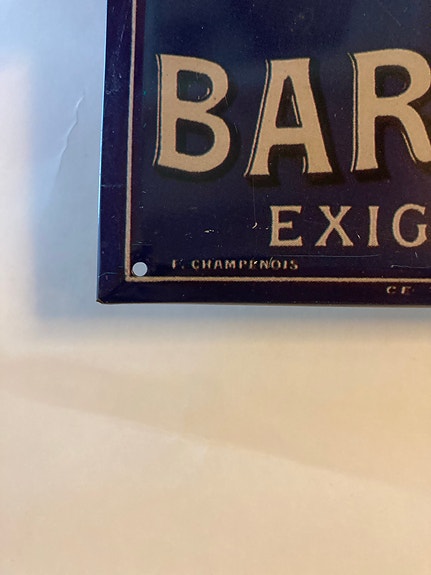 BAR
EXIG
F. CHAMPENOIS
CE